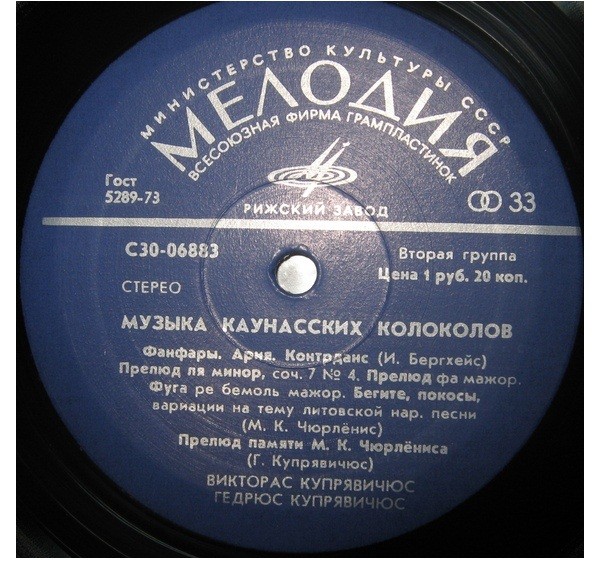 МИНИСТЕРСТВО КУЛЬТУРЫ СССР
МЕЛОДИЯ
ВСЕСОЮЗНАЯ ФИРМА ГРАМПЛАСТИНОК
Гост
5289-73
РИЖСКИЙ ЗАВОД
33
С30-06883
Вторая группа
Цена 1 руб. 20 коп.
СТЕРЕО
МУЗЫКА КАУНАССКИХ КОЛОКОЛОВ
Фанфары. Ария. Контрданс (И. Бергхейс)
Прелюд ля минор, соч. 7 № 4. Прелюд фа мажор.
Фуга ре бемоль мажор. Бегите, покосы,
вариации на тему литовской нар. песни
(М. К. Чюрлёнис)
Прелюд памяти М. К. Чюрлёниса
(Г. Купрявичюс)
ВИКТОРАС КУПРЯВИЧЮС
ГЕДРЮС КУПРЯВИЧЮС